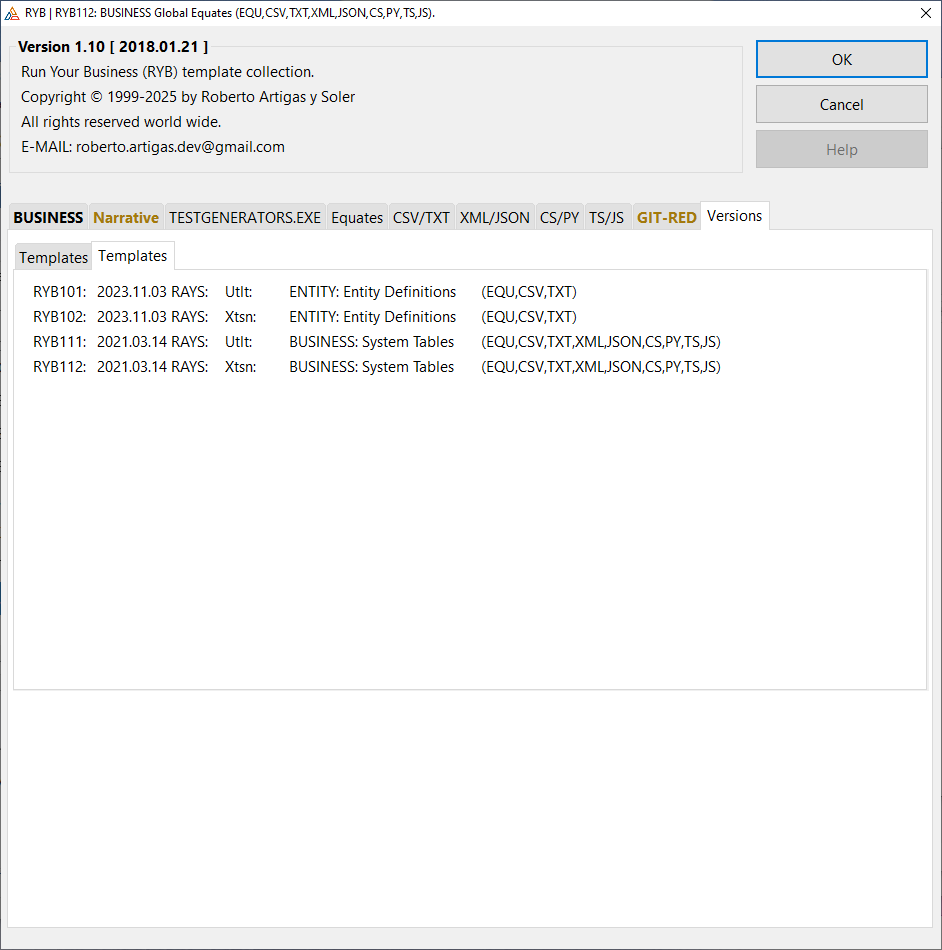 RYB | RYB112: BUSINESS Global Equates (EQU,CSV,TXT,XML,JSON,CS,PY,TS,JS).
Version 1.10 [ 2018.01.21 ]
Run Your Business (RYB) template collection.
Copyright © 1999-2025 by Roberto Artigas y Soler
All rights reserved world wide.
E-MAIL: roberto.artigas.dev@gmail.com
OK
Cancel
Help
BUSINESS Narrative TESTGENERATORS.EXE Equates CSV/TXT XML/JSON CS/PY TS/JS GIT-RED Versions
Templates Templates
RYB101: 2023.11.03 RAYS: Utlt: ENTITY: Entity Definitions (EQU,CSV,TXT)
RYB102: 2023.11.03 RAYS: Xtsn: ENTITY: Entity Definitions (EQU,CSV,TXT)
RYB111: 2021.03.14 RAYS: Utlt: BUSINESS: System Tables (EQU,CSV,TXT,XML,JSON,CS,PY,TS,JS)
RYB112: 2021.03.14 RAYS: Xtsn: BUSINESS: System Tables (EQU,CSV,TXT,XML,JSON,CS,PY,TS,JS)